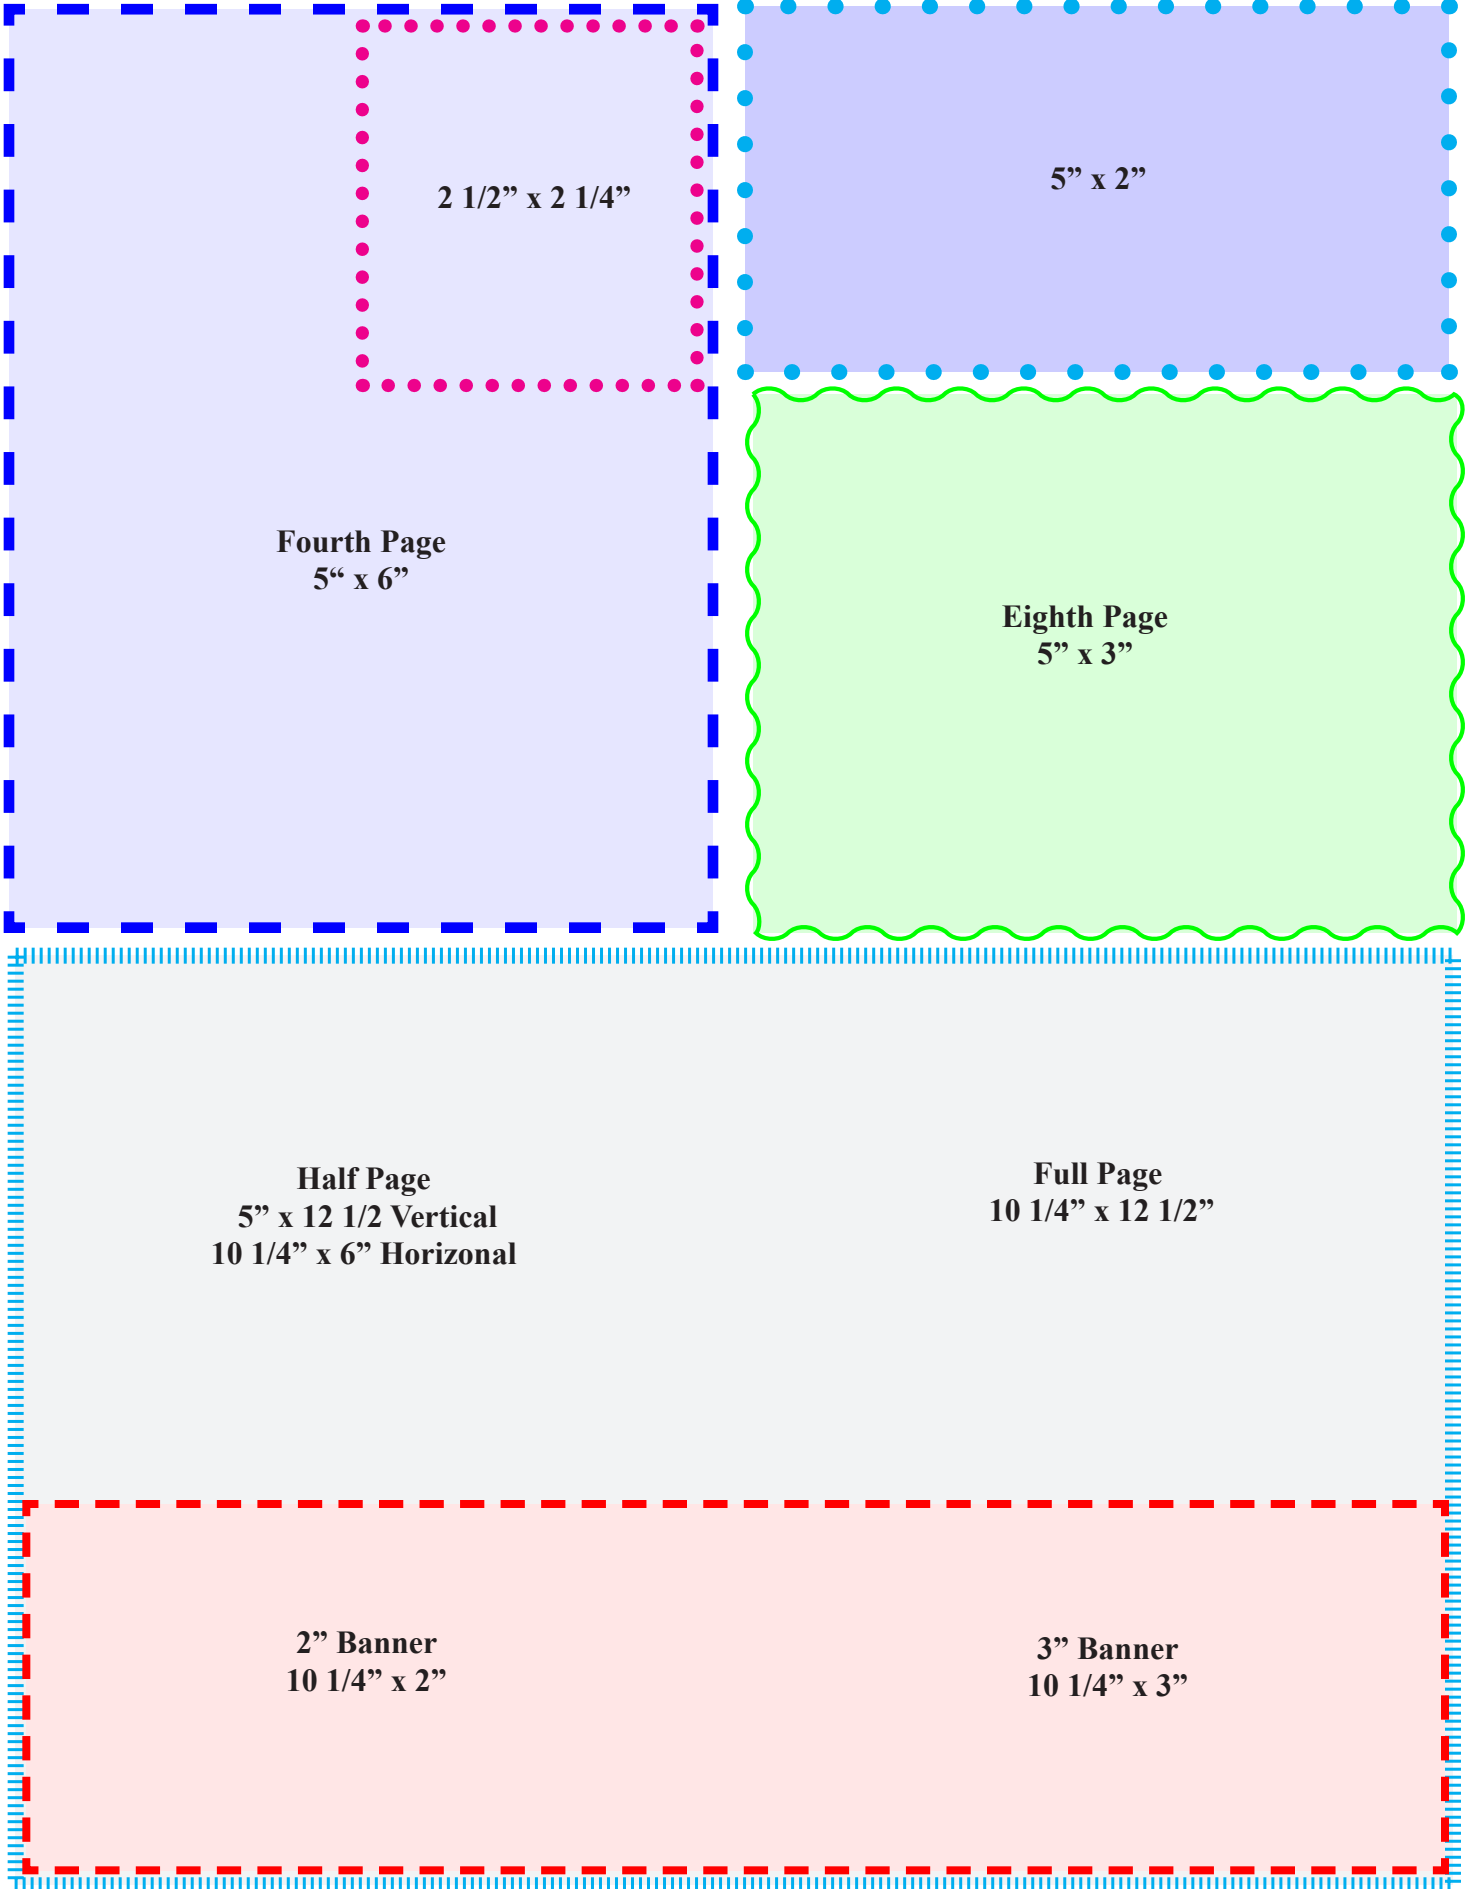 2 1/2” x 2 1/4”
5” x 2”
Fourth Page
5“ x 6”
Eighth Page
5” x 3”
Half Page
5” x 12 1/2 Vertical
10 1/4” x 6” Horizonal
Full Page
10 1/4” x 12 1/2”
2” Banner
10 1/4” x 2”
3” Banner
10 1/4” x 3”